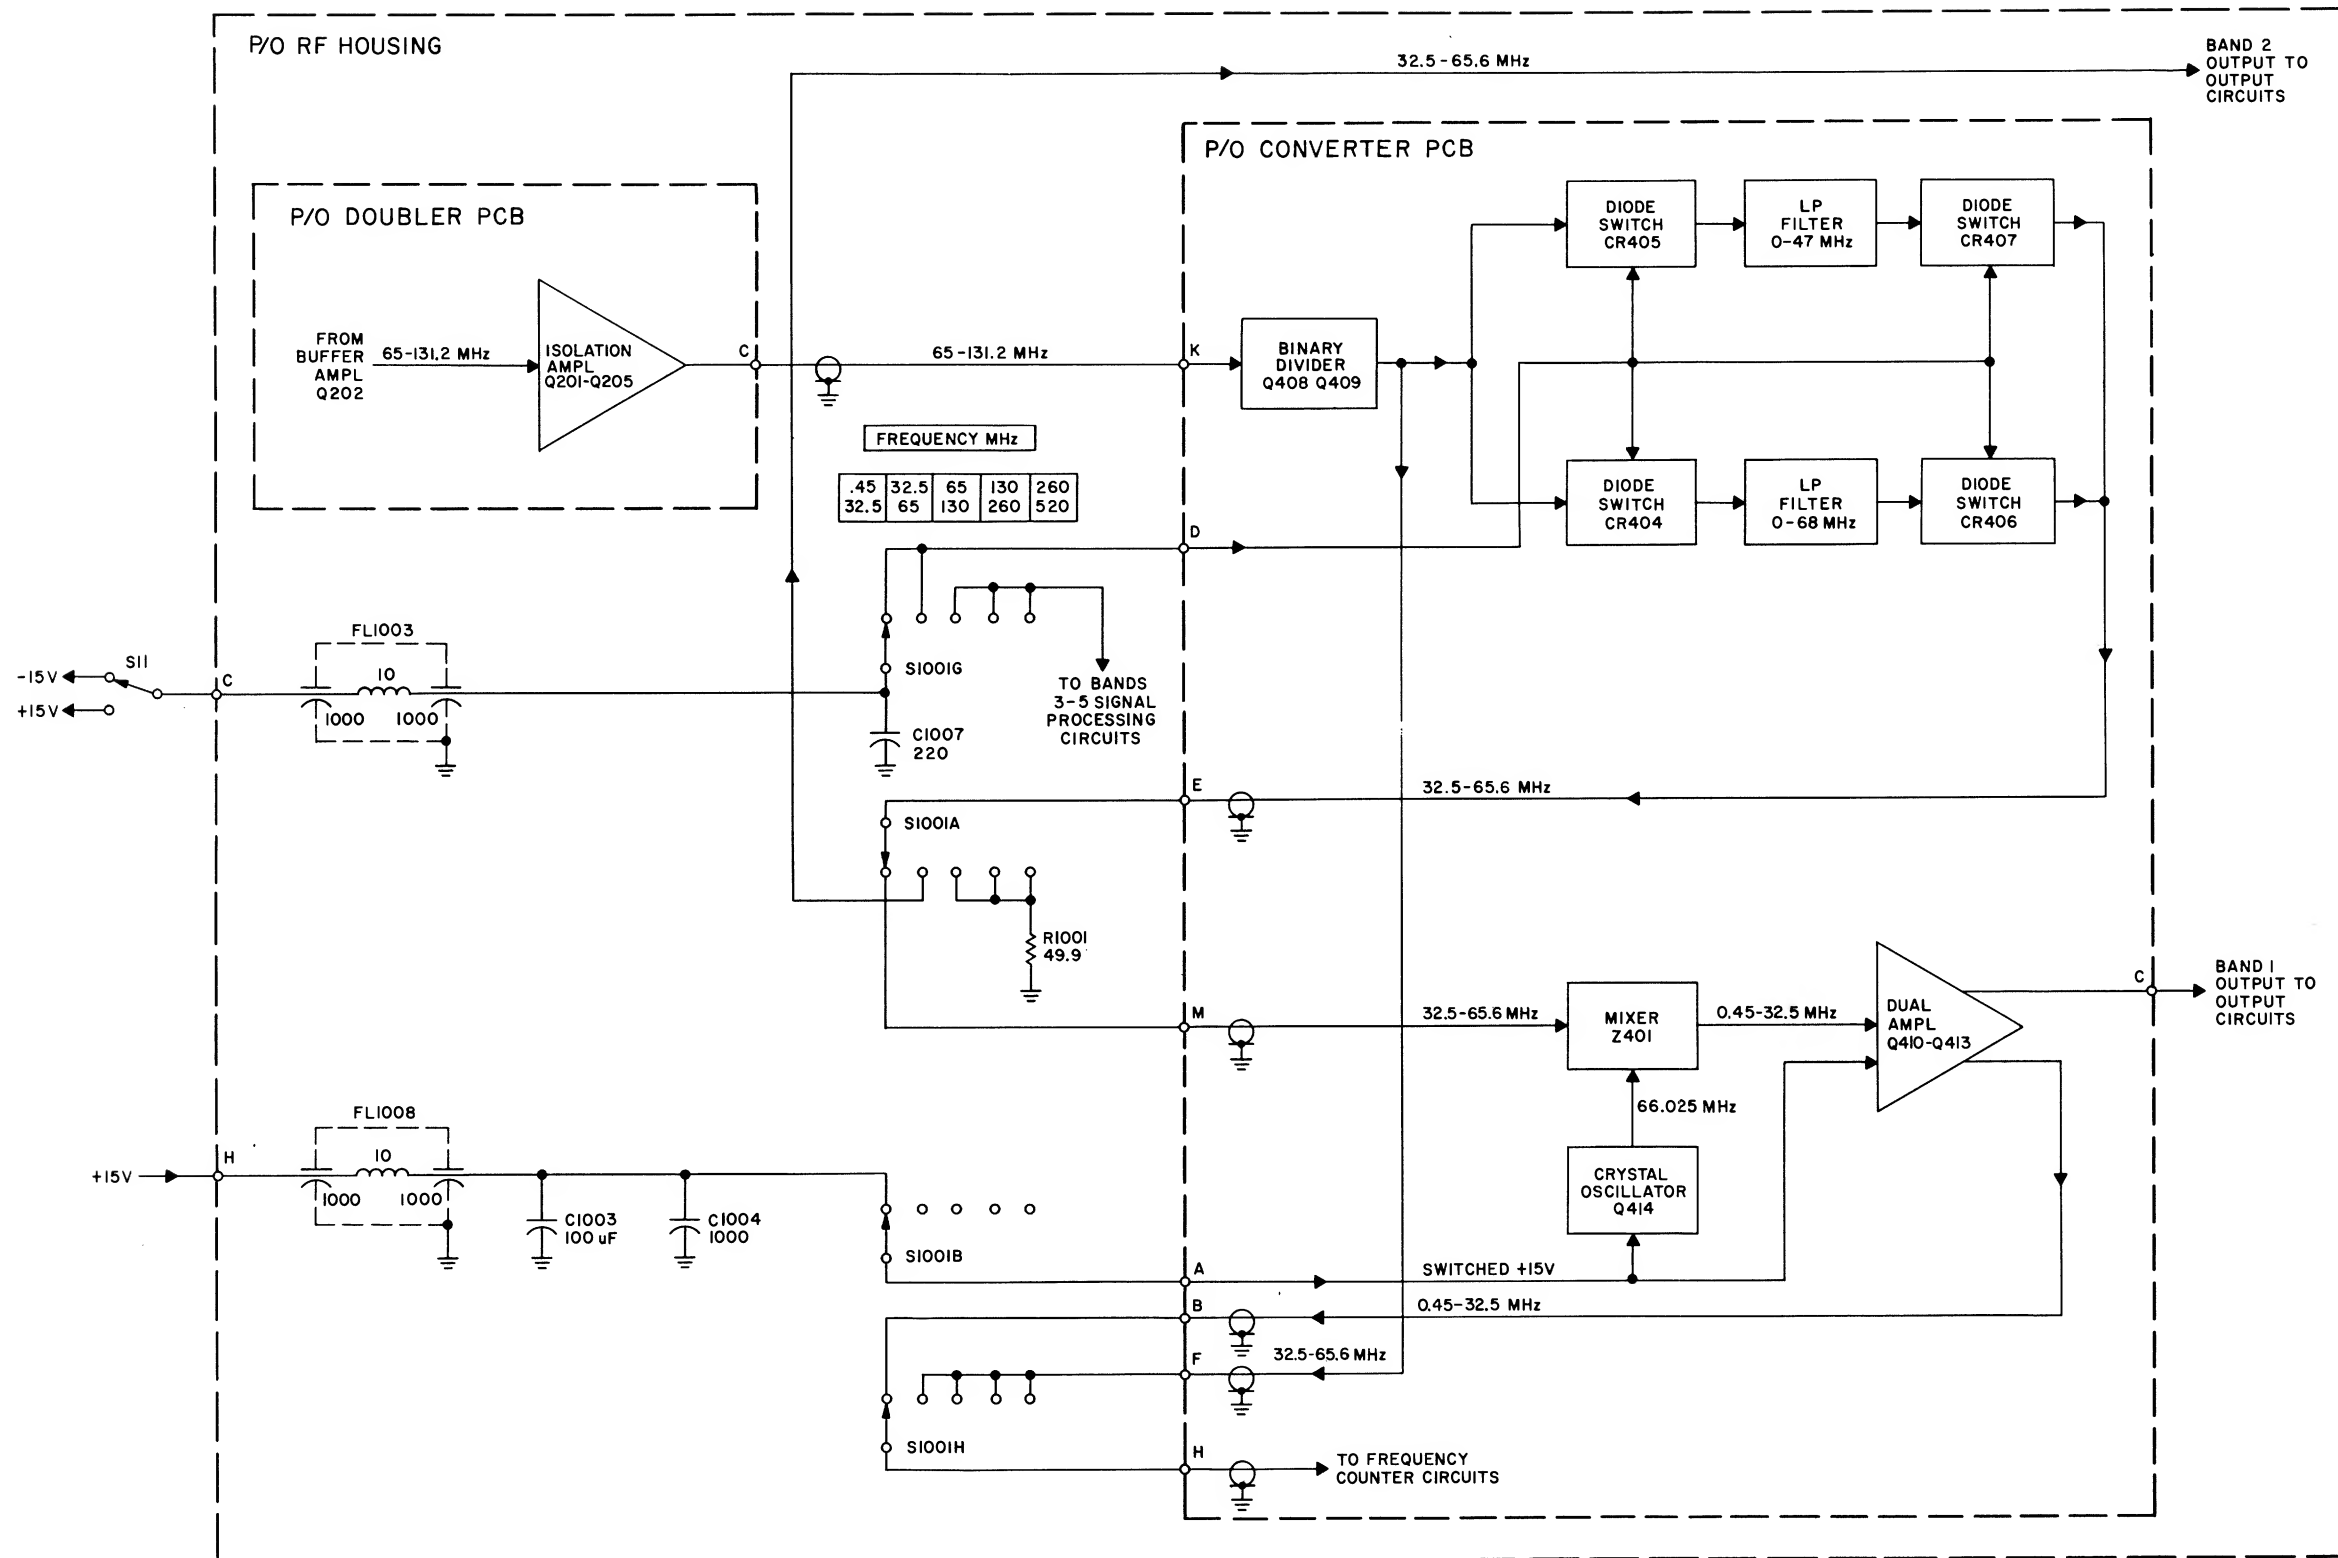 P/O RF HOUSING
32.5-65.6 MHz
BAND 2
OUTPUT TO
OUTPUT
CIRCUITS
P/O CONVERTER PCB
P/O DOUBLER PCB
DIODE
SWITCH
CR405
LP
FILTER
0-47 MHz
DIODE
SWITCH
CR407
FROM
BUFFER
AMPL
Q202
65-131.2 MHz
ISOLATION
AMPL
Q201-Q205
C
65-131.2 MHz
K
BINARY
DIVIDER
Q408 Q409
FREQUENCY MHz
.45 32.5 65 130 260
32.5 65 130 260 520
DIODE
SWITCH
CR404
LP
FILTER
0-68 MHz
DIODE
SWITCH
CR406
D
FL1003
S11
-15V
+15V
C
10
1000 1000
S1001G
C1007
220
TO BANDS
3-5 SIGNAL
PROCESSING
CIRCUITS
E
32.5-65.6 MHz
S1001A
R1001
49.9
M
32.5-65.6 MHz
MIXER
Z401
0.45-32.5 MHz
DUAL
AMPL
Q410-Q413
C
BAND 1
OUTPUT TO
OUTPUT
CIRCUITS
66.025 MHz
CRYSTAL
OSCILLATOR
Q414
FL1008
+15V
H
10
1000 1000
C1003
100 uF
C1004
1000
S1001B
A
SWITCHED +15V
B
0.45-32.5 MHz
F
32.5-65.6 MHz
S1001H
H
TO FREQUENCY
COUNTER CIRCUITS